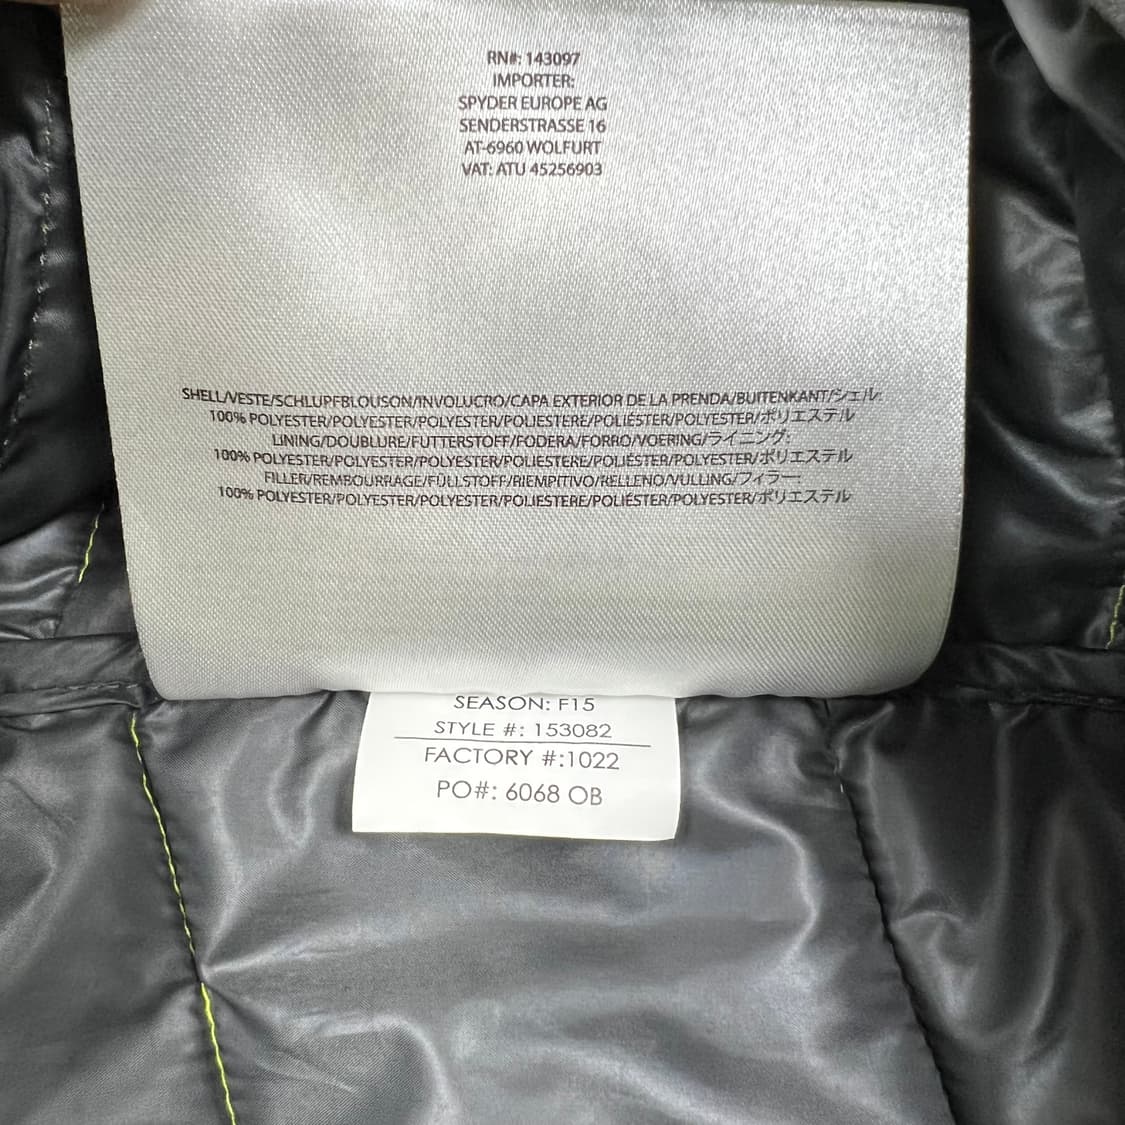 RN#: 143097
IMPORTER:
SPYDER EUROPE AG
SENDERSTRASSE 16
AT-6960 WOLFURT
VAT: ATU 45256903
SHELL/VESTE/SCHLUPFBLOUSON/INVOLUCRO/CAPA EXTERIOR DE LA PRENDA/BUITENKANT/シェル:
100% POLYESTER/POLYESTER/POLYESTER/POLIESTERE/POLIÉSTER/POLYESTER/ポリエステル
LINING/DOUBLURE/FUTTERSTOFF/FODERA/FORRO/VOERING/ライニング:
100% POLYESTER/POLYESTER/POLYESTER/POLIESTERE/POLIÉSTER/POLYESTER/ポリエステル
FILLER/REMBOURRAGE/FÜLLSTOFF/RIEMPITIVO/RELLENO/VULLING/フィラー:
100% POLYESTER/POLYESTER/POLYESTER/POLIESTERE/POLIÉSTER/POLYESTER/ポリエステル
SEASON: F15
STYLE #: 153082
FACTORY #:1022
PO#: 6068 OB